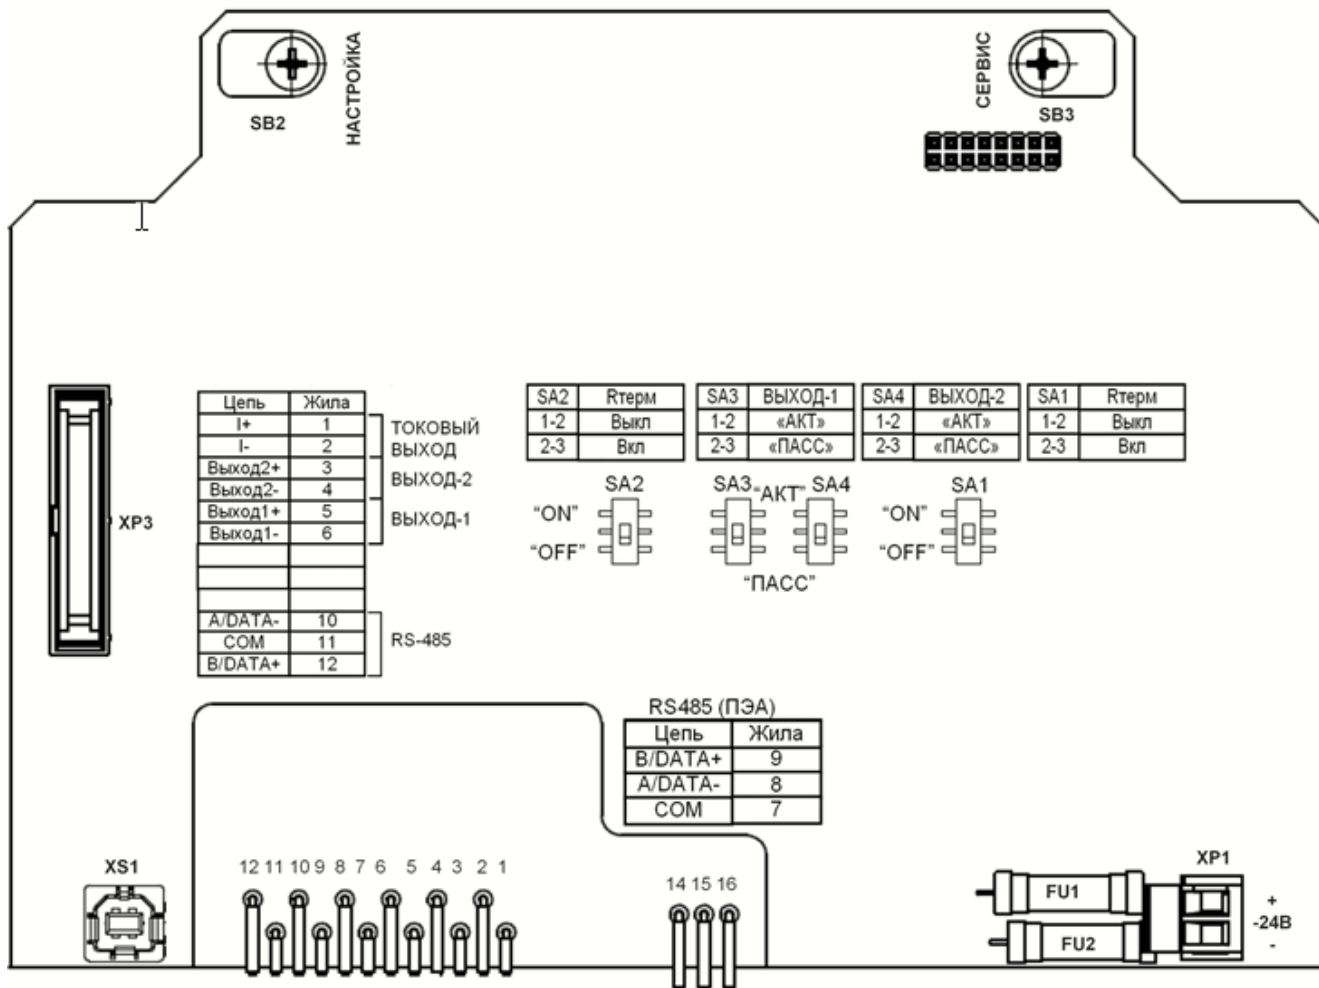 НАСТРОЙКА
СЕРВИС
SB2
SB3
XP3
Цепь Жила
I+ 1
I- 2
Выход2+ 3
Выход2- 4
Выход1+ 5
Выход1- 6
A/DATA- 10
COM 11
B/DATA+ 12
ТОКОВЫЙ
ВЫХОД
ВЫХОД-2
ВЫХОД-1
RS-485
SA2 Rтерм
1-2 Выкл
2-3 Вкл
SA3 ВЫХОД-1
1-2 «АКТ»
2-3 «ПАСС»
SA4 ВЫХОД-2
1-2 «АКТ»
2-3 «ПАСС»
SA1 Rтерм
1-2 Выкл
2-3 Вкл
SA2
"ON"
"OFF"
SA3 "АКТ" SA4
"ПАСС"
SA1
"ON"
"OFF"
RS485 (ПЭА)
Цепь Жила
B/DATA+ 9
A/DATA- 8
COM 7
XS1
12 11 10 9 8 7 6 5 4 3 2 1
14 15 16
FU1
FU2
XP1
+
-24В
-